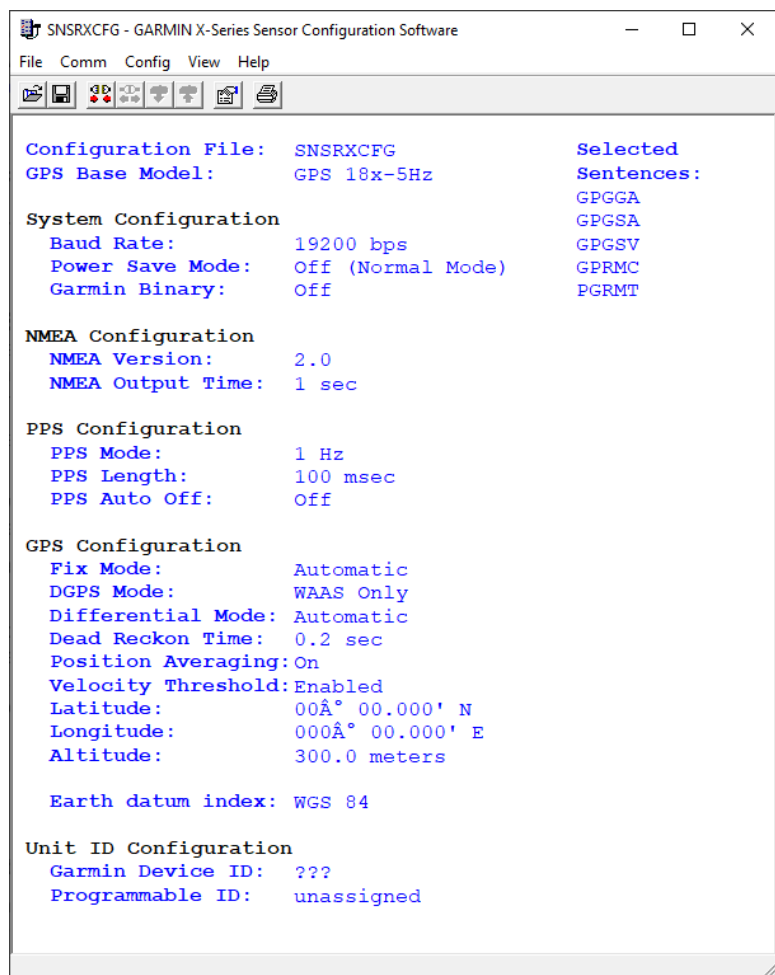 SNSRXCFG - GARMIN X-Series Sensor Configuration Software
File Comm Config View Help
Configuration File: SNSRXCFG Selected
GPS Base Model: GPS 18x-5Hz Sentences:
GPGGA
System Configuration GPGSA
Baud Rate: 19200 bps GPGSV
Power Save Mode: Off (Normal Mode) GPRMC
Garmin Binary: Off PGRMT
NMEA Configuration
NMEA Version: 2.0
NMEA Output Time: 1 sec
PPS Configuration
PPS Mode: 1 Hz
PPS Length: 100 msec
PPS Auto Off: Off
GPS Configuration
Fix Mode: Automatic
DGPS Mode: WAAS Only
Differential Mode: Automatic
Dead Reckon Time: 0.2 sec
Position Averaging: On
Velocity Threshold: Enabled
Latitude: 00Â° 00.000' N
Longitude: 000Â° 00.000' E
Altitude: 300.0 meters
Earth datum index: WGS 84
Unit ID Configuration
Garmin Device ID: ???
Programmable ID: unassigned